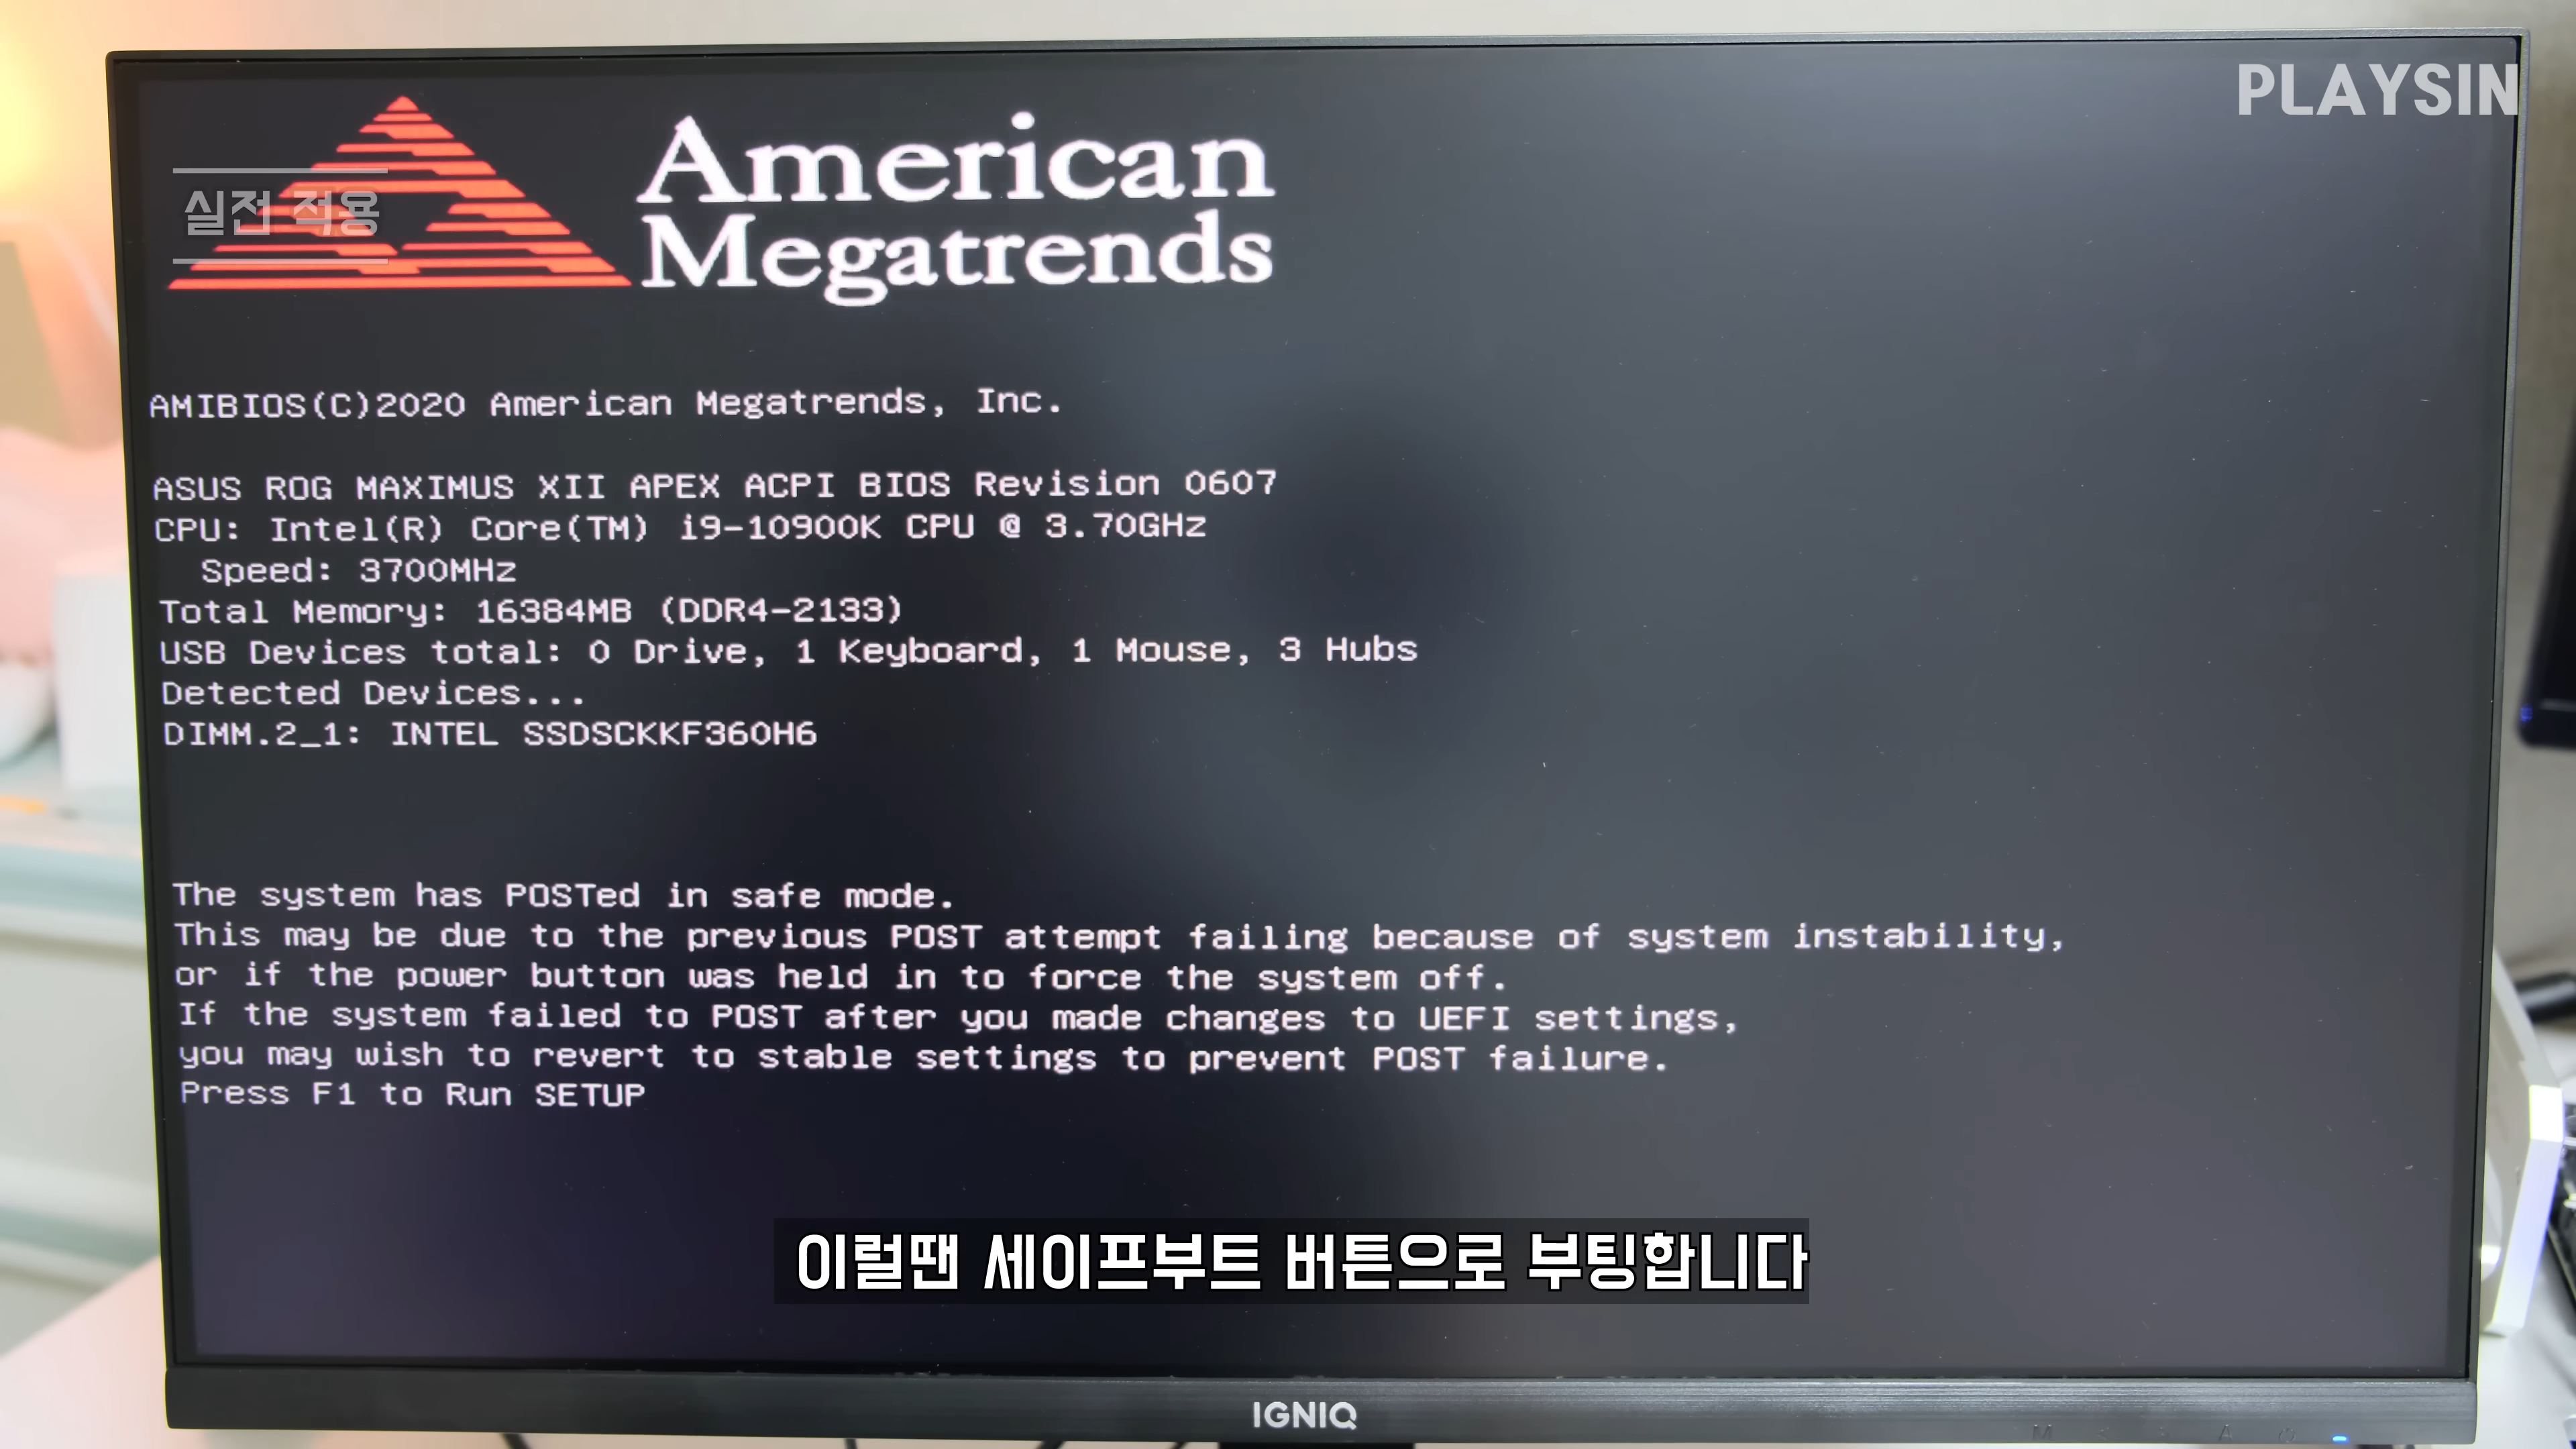 PLAYSIN
American
Megatrends
실전 적용
AMIBIOS(C)2020 American Megatrends, Inc.
ASUS ROG MAXIMUS XII APEX ACPI BIOS Revision 0607
CPU: Intel(R) Core(TM) i9-10900K CPU @ 3.70GHz
Speed: 3700MHz
Total Memory: 16384MB (DDR4-2133)
USB Devices total: 0 Drive, 1 Keyboard, 1 Mouse, 3 Hubs
Detected Devices...
DIMM.2_1: INTEL SSDSCKKF360H6
The system has POSTed in safe mode.
This may be due to the previous POST attempt failing because of system instability,
or if the power button was held in to force the system off.
If the system failed to POST after you made changes to UEFI settings,
you may wish to revert to stable settings to prevent POST failure.
Press F1 to Run SETUP
이럴땐 세이프부트 버튼으로 부팅합니다
IGNIQ